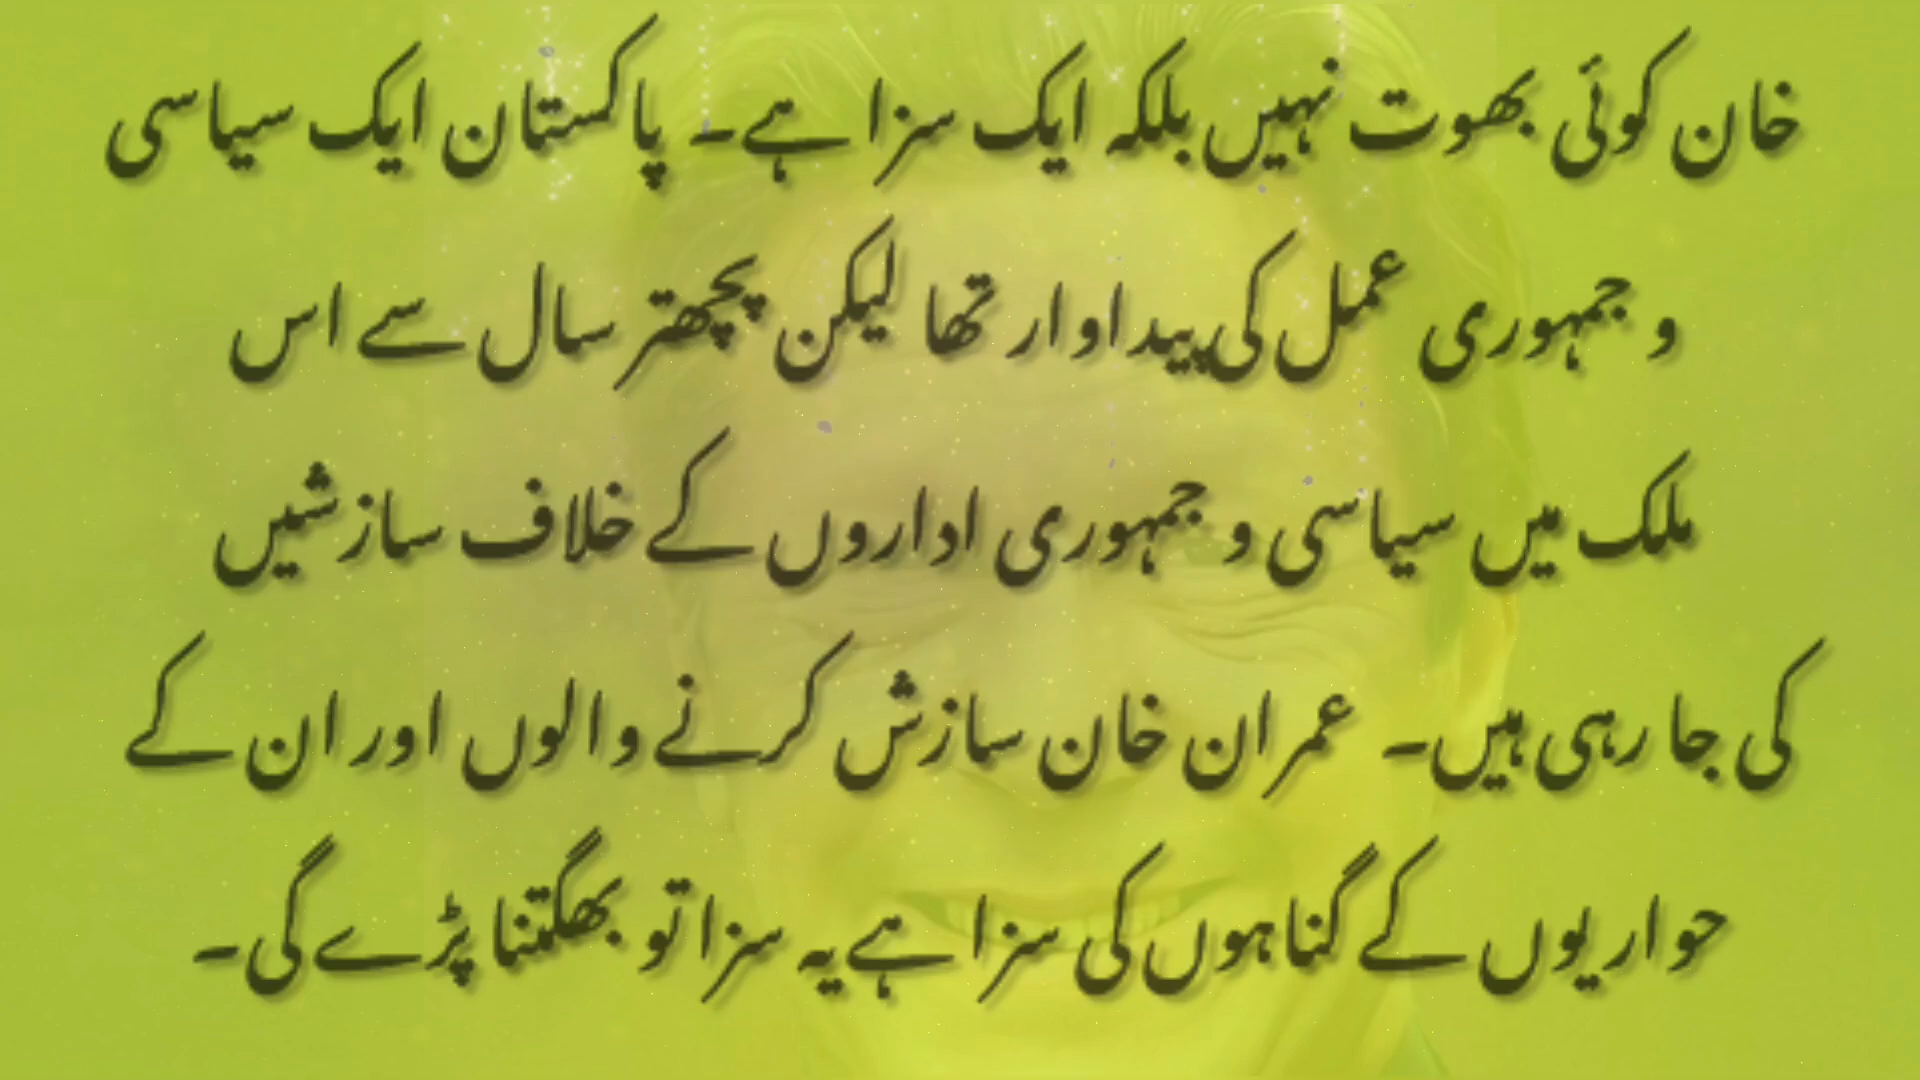 خان کوئی بھوت نہیں بلکہ ایک سزا ہے۔ پاکستان ایک سیاسی
و جمہوری عمل کی پیداوار تھا لیکن پچھتر سال سے اس
ملک میں سیاسی و جمہوری اداروں کے خلاف سازشیں
کی جا رہی ہیں۔ عمران خان سازش کرنے والوں اور ان کے
حواریوں کے گناہوں کی سزا ہے یہ سزا تو بھگتنا پڑے گی۔